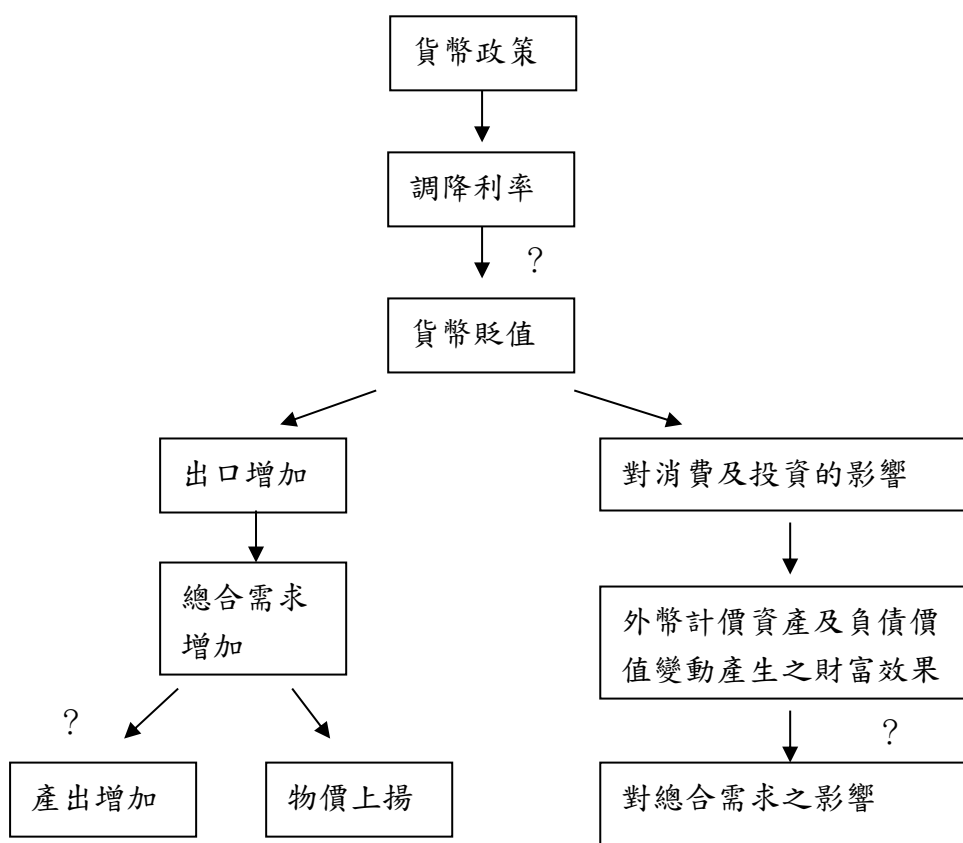 貨幣政策
調降利率
?
貨幣貶值
出口增加
對消費及投資的影響
總合需求
增加
外幣計價資產及負債價
值變動產生之財富效果
?
?
產出增加
物價上揚
對總合需求之影響